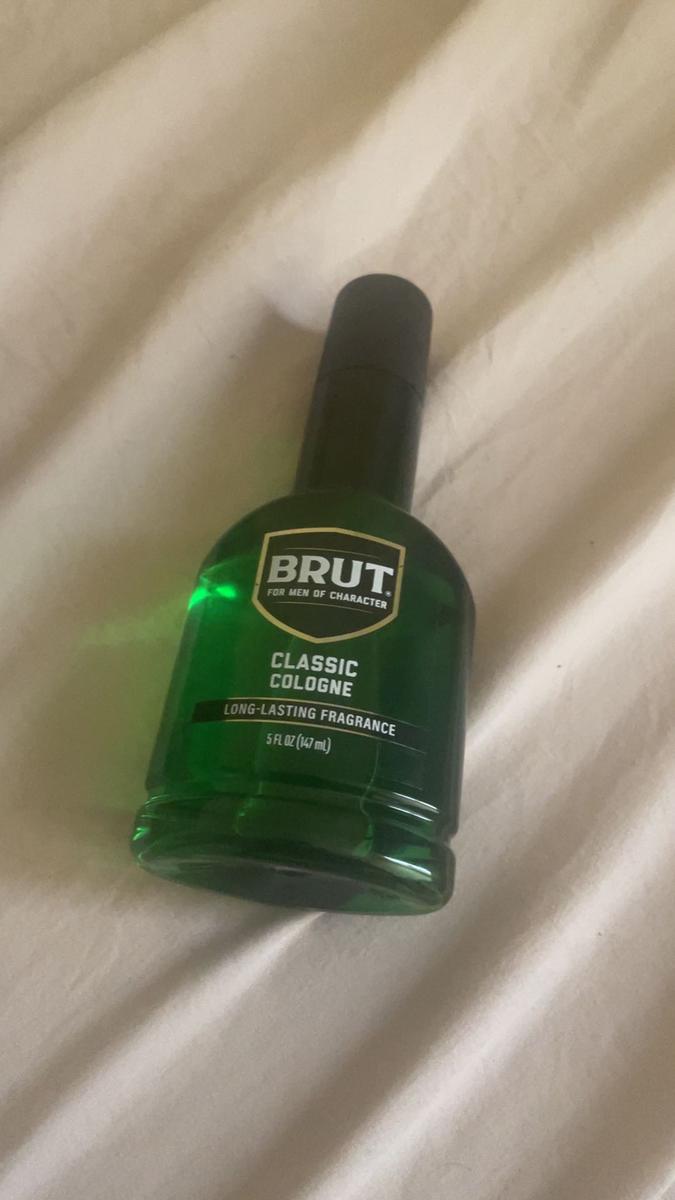 BRUT®
FOR MEN OF CHARACTER
CLASSIC
COLOGNE
LONG-LASTING FRAGRANCE
5 FL OZ (147 mL)